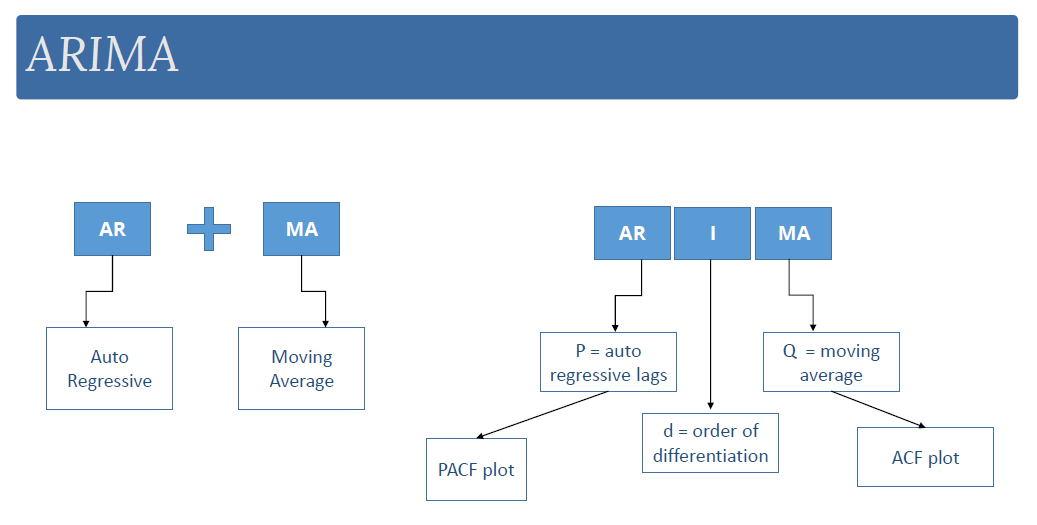 ARIMA
AR
MA
Auto
Regressive
Moving
Average
AR
I
MA
P = auto
regressive lags
Q = moving
average
d = order of
differentiation
PACF plot
ACF plot